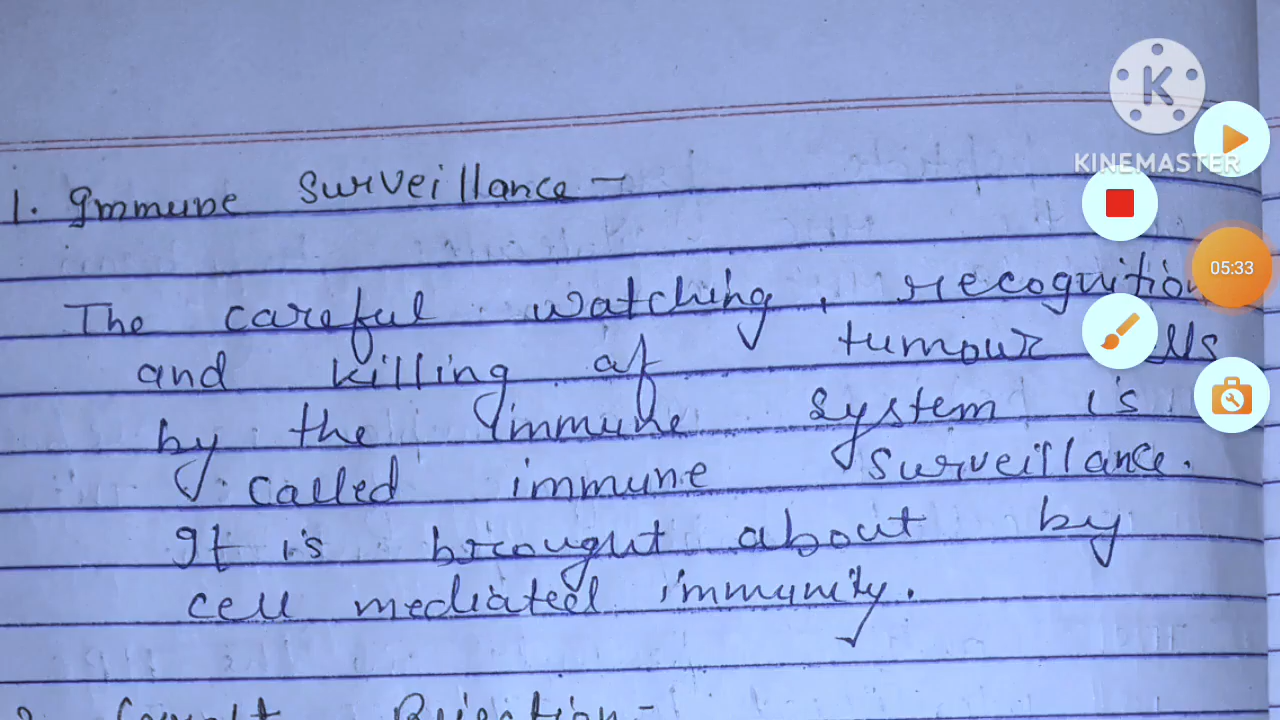 KINEMASTER
1. Immune Surveillance —
05:33
The careful watching, recognition
and killing of tumour
by the immune system is
called immune surveillance.
It is brought about by
cell mediated immunity.
Rejection -